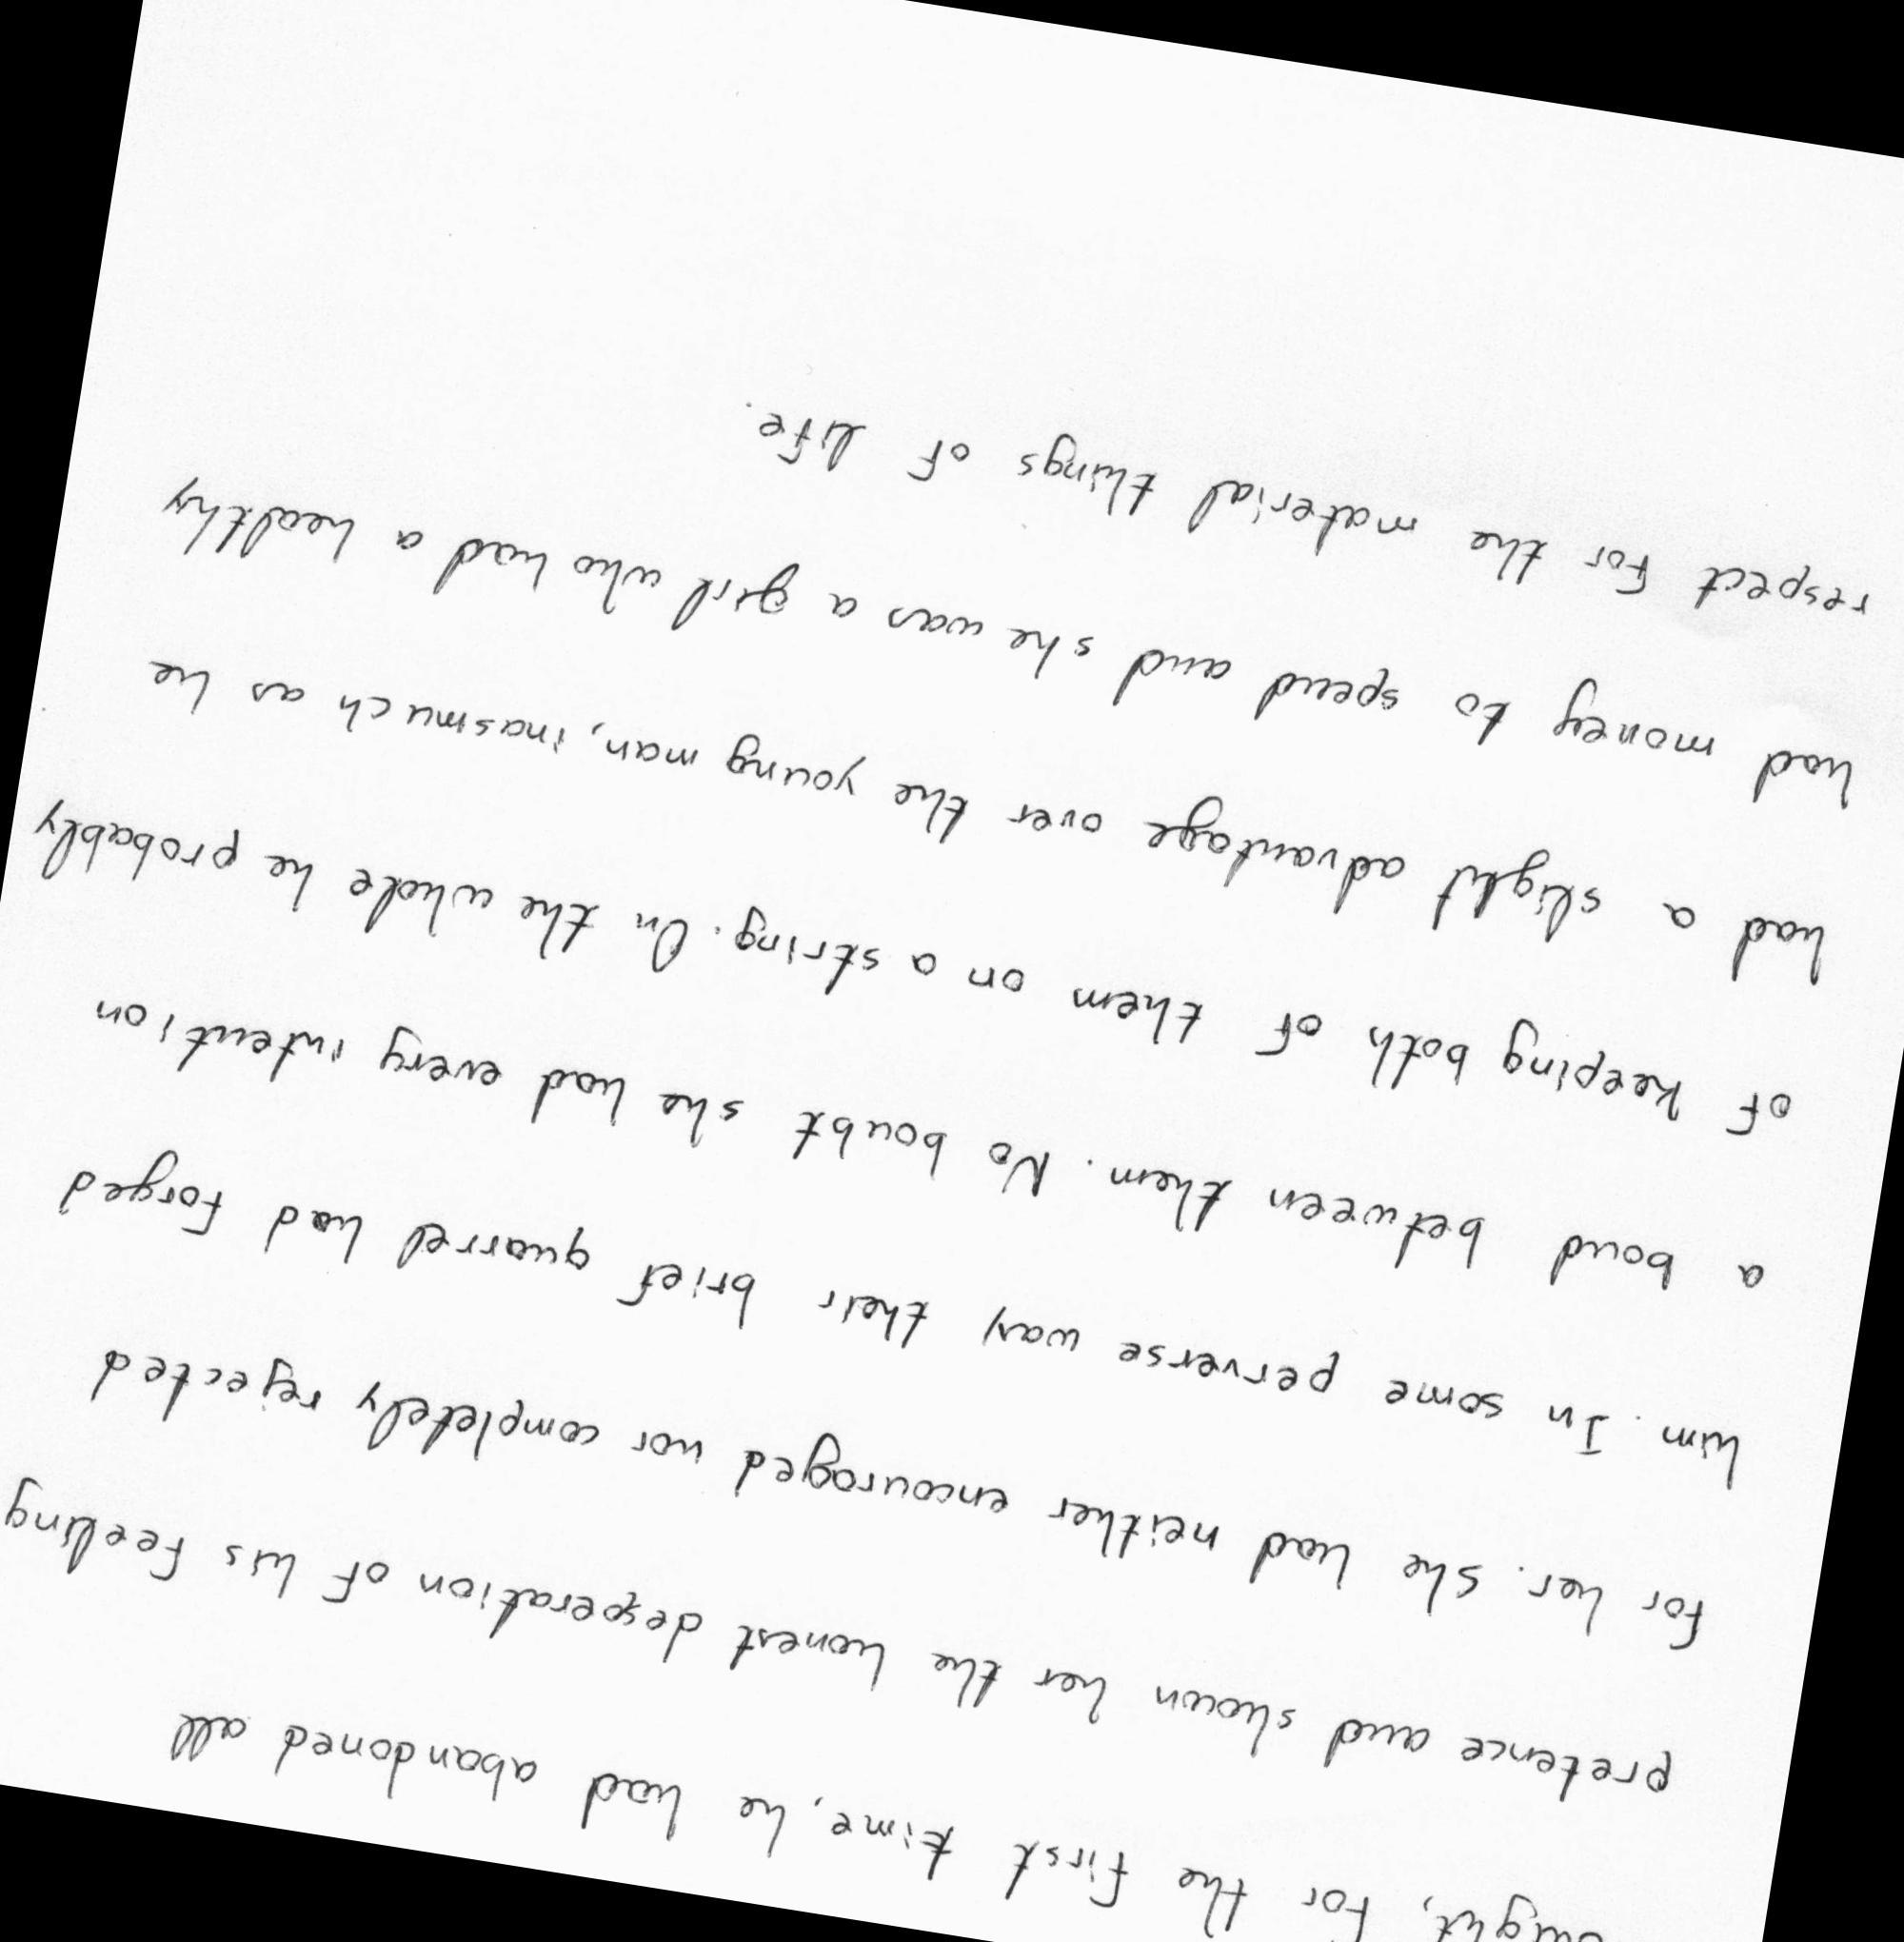 for the first time, he had abandoned all
pretence and shown her the honest desperation of his feeling
for her. She had neither encouraged nor completely rejected
him. In some perverse way their brief quarrel had forged
a bond between them. No boubt she had every intention
of keeping both of them on a string. On the whole he probably
had a slight advantage over the young man, inasmuch as he
had money to spend and she was a girl who had a healthy
respect for the material things of life.